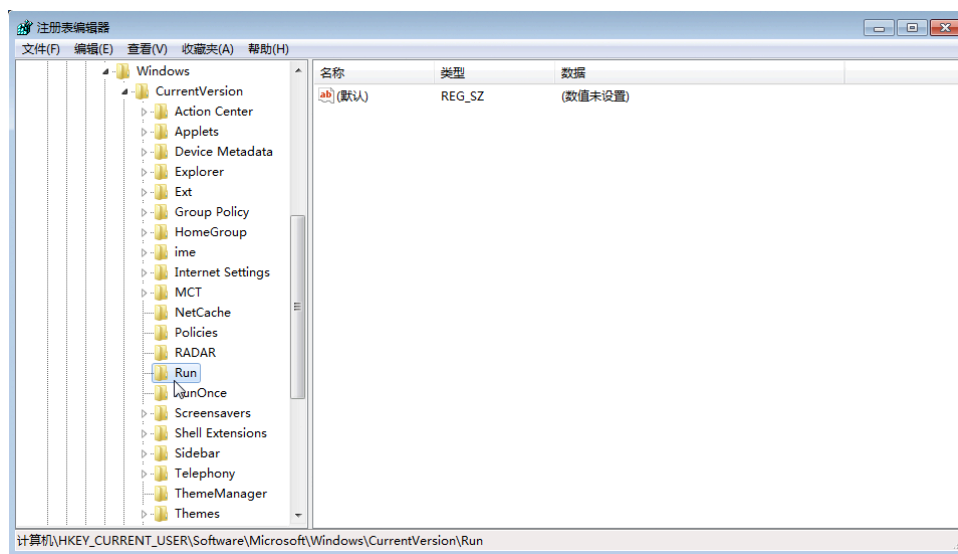 注册表编辑器
文件(F) 编辑(E) 查看(V) 收藏夹(A) 帮助(H)
Windows
CurrentVersion
Action Center
Applets
Device Metadata
Explorer
Ext
Group Policy
HomeGroup
ime
Internet Settings
MCT
NetCache
Policies
RADAR
Run
RunOnce
Screensavers
Shell Extensions
Sidebar
Telephony
ThemeManager
Themes
名称 类型 数据
ab (默认) REG_SZ (数值未设置)
计算机\HKEY_CURRENT_USER\Software\Microsoft\Windows\CurrentVersion\Run